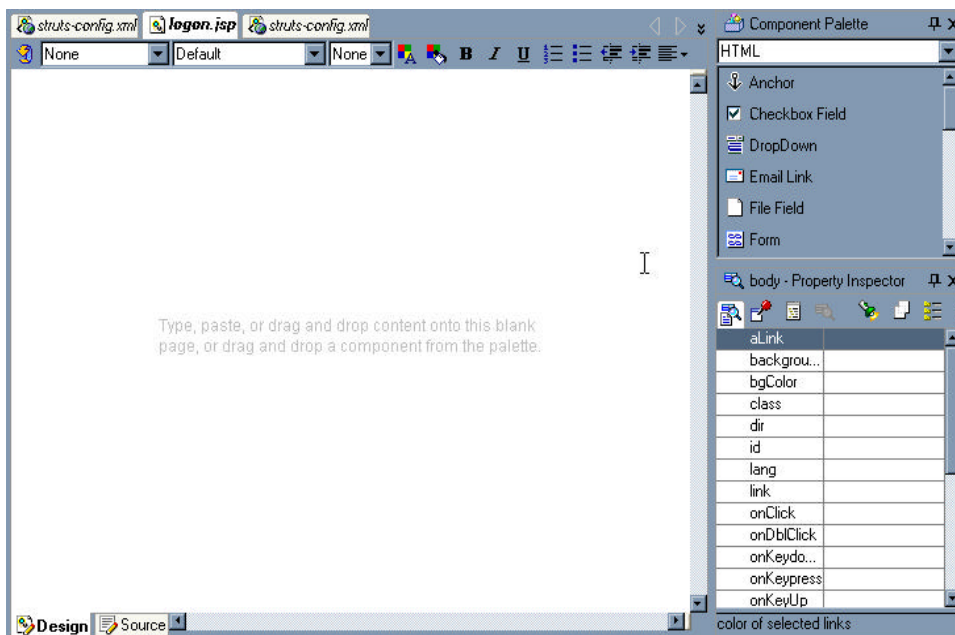 struts-config.xml logon.jsp struts-config.xml
None Default None B I U
Type, paste, or drag and drop content onto this blank
page, or drag and drop a component from the palette.
Design Source
Component Palette
HTML
Anchor
Checkbox Field
DropDown
Email Link
File Field
Form
body - Property Inspector
aLink
backgrou...
bgColor
class
dir
id
lang
link
onClick
onDblClick
onKeydo...
onKeypress
onKeyUp
color of selected links